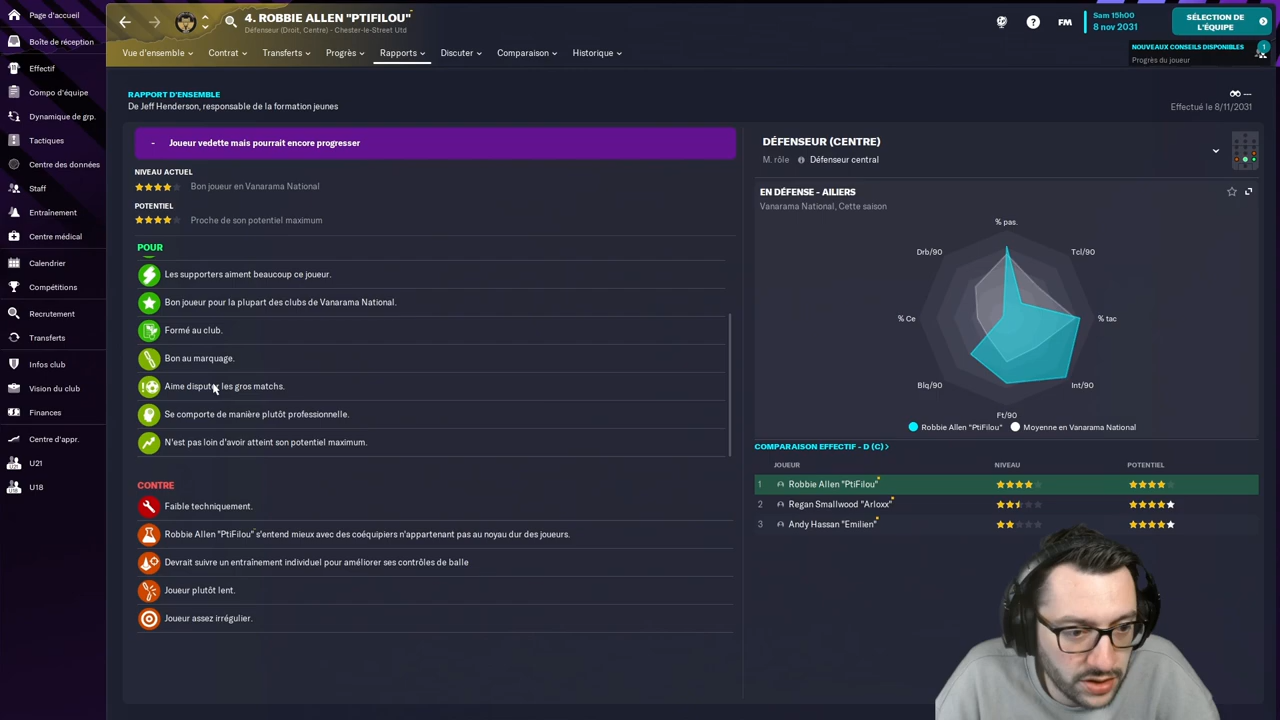 Page d'accueil
Boîte de réception
Effectif
Compo d'équipe
Dynamique de grp.
Tactiques
Centre des données
Staff
Entraînement
Centre médical
Calendrier
Compétitions
Recrutement
Transferts
Infos club
Vision du club
Finances
Centre d'appr.
U21
U21
U18
U18
4. ROBBIE ALLEN "PTIFILOU"
Défenseur (Droit, Centre) - Chester-le-Street Utd
FM
Sam 15h00
8 nov 2031
SÉLECTION DE L'ÉQUIPE
Vue d'ensemble
Contrat
Transferts
Progrès
Rapports
Discuter
Comparaison
Historique
NOUVEAUX CONSEILS DISPONIBLES
1
Progrès du joueur
RAPPORT D'ENSEMBLE
De Jeff Henderson, responsable de la formation jeunes
---
Effectué le 8/11/2031
- Joueur vedette mais pourrait encore progresser
NIVEAU ACTUEL
Bon joueur en Vanarama National
POTENTIEL
Proche de son potentiel maximum
POUR
Les supporters aiment beaucoup ce joueur.
Bon joueur pour la plupart des clubs de Vanarama National.
Formé au club.
Bon au marquage.
Aime disputer les gros matchs.
Se comporte de manière plutôt professionnelle.
N'est pas loin d'avoir atteint son potentiel maximum.
CONTRE
Faible techniquement.
Robbie Allen "PtiFilou" s'entend mieux avec des coéquipiers n'appartenant pas au noyau dur des joueurs.
Devrait suivre un entraînement individuel pour améliorer ses contrôles de balle
Joueur plutôt lent.
Joueur assez irrégulier.
DÉFENSEUR (CENTRE)
M. rôle Défenseur central
EN DÉFENSE - AILIERS
Vanarama National, Cette saison
% pas.
Drb/90
Tcl/90
% Ce
% tac
Blq/90
Int/90
Ft/90
Robbie Allen "PtiFilou"
Moyenne en Vanarama National
COMPARAISON EFFECTIF - D (C)
JOUEUR NIVEAU POTENTIEL
1 Robbie Allen "PtiFilou"
2 Regan Smallwood "Arloxx"
3 Andy Hassan "Emilien"